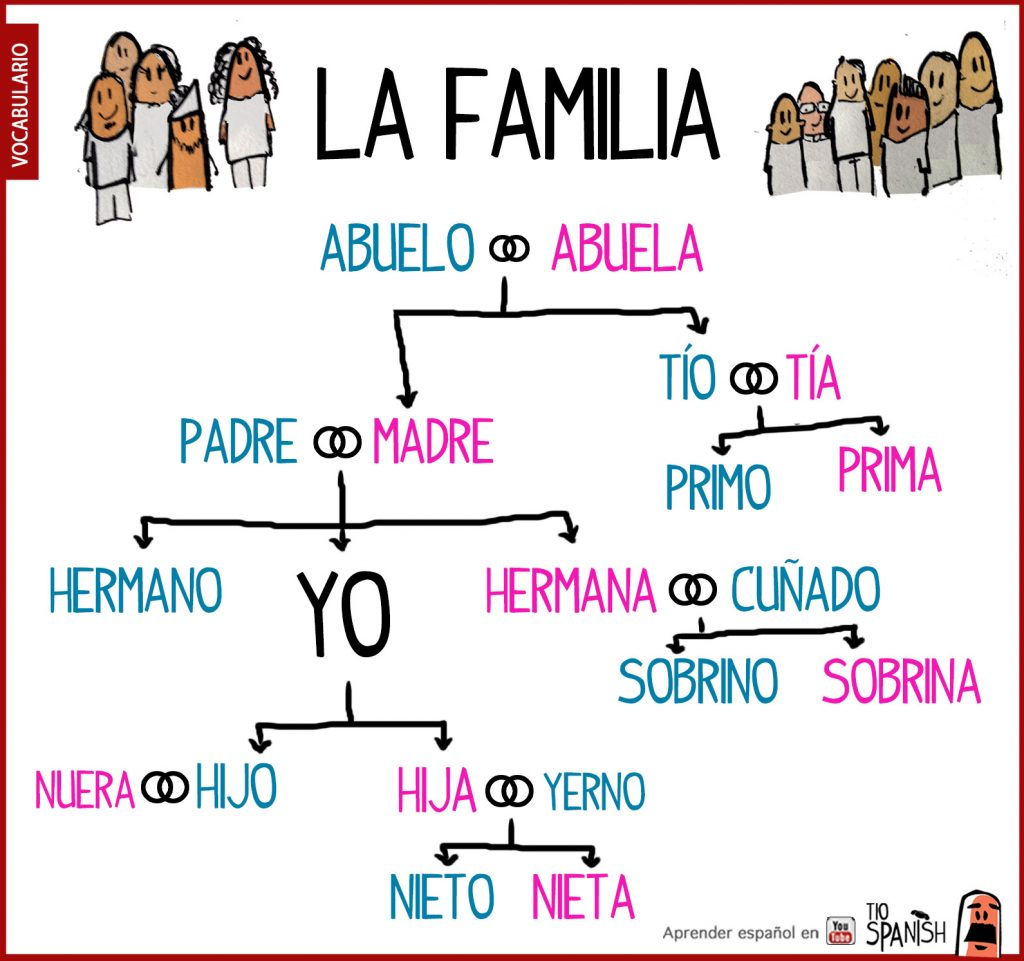 VOCABULARIO
LA FAMILIA
ABUELO ABUELA
TÍO TÍA
PADRE MADRE
PRIMO PRIMA
HERMANO YO HERMANA CUÑADO
SOBRINO SOBRINA
NUERA HIJO HIJA YERNO
NIETO NIETA
Aprender español en You Tube TIO SPANISH